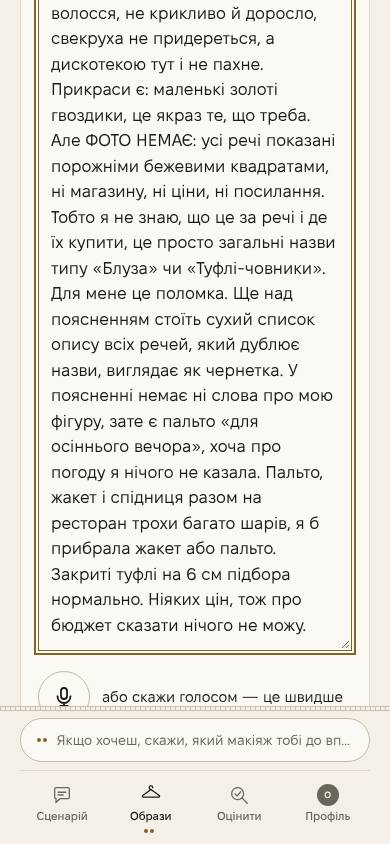 волосся, не крикливо й доросло,
свекруха не придереться, а
дискотекою тут і не пахне.
Прикраси є: маленькі золоті
гвоздики, це якраз те, що треба.
Але ФОТО НЕМАЄ: усі речі показані
порожніми бежевими квадратами,
ні магазину, ні ціни, ні посилання.
Тобто я не знаю, що це за речі і де
їх купити, це просто загальні назви
типу «Блуза» чи «Туфлі-човники».
Для мене це поломка. Ще над
поясненням стоїть сухий список
опису всіх речей, який дублює
назви, виглядає як чернетка. У
поясненні немає ні слова про мою
фігуру, зате є пальто «для
осіннього вечора», хоча про
погоду я нічого не казала. Пальто,
жакет і спідниця разом на
ресторан трохи багато шарів, я б
прибрала жакет або пальто.
Закриті туфлі на 6 см підбора
нормально. Ніяких цін, тож про
бюджет сказати нічого не можу.
або скажи голосом — це швидше
Якщо хочеш, скажи, який макіяж тобі до вп...
Сценарій Образи Оцінити Профіль